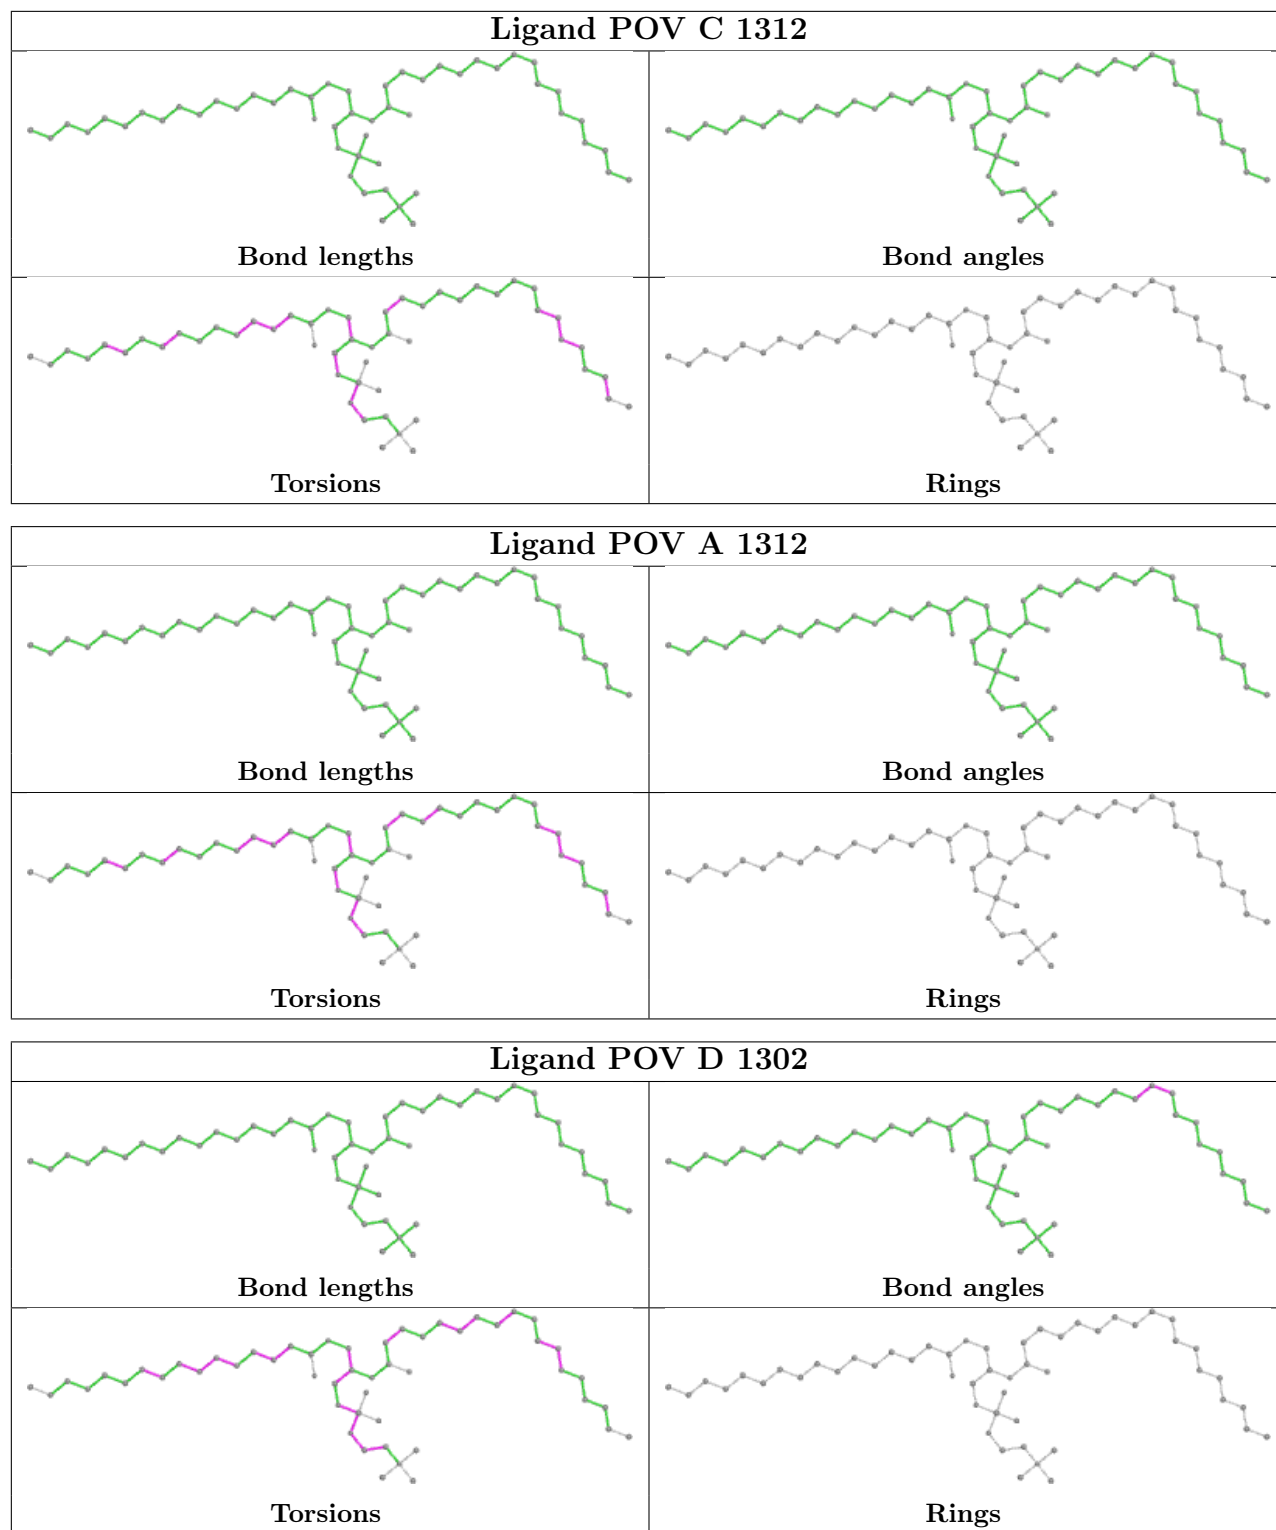 Ligand POV C 1312
Bond lengths
Bond angles
Torsions
Rings
Ligand POV A 1312
Bond lengths
Bond angles
Torsions
Rings
Ligand POV D 1302
Bond lengths
Bond angles
Torsions
Rings